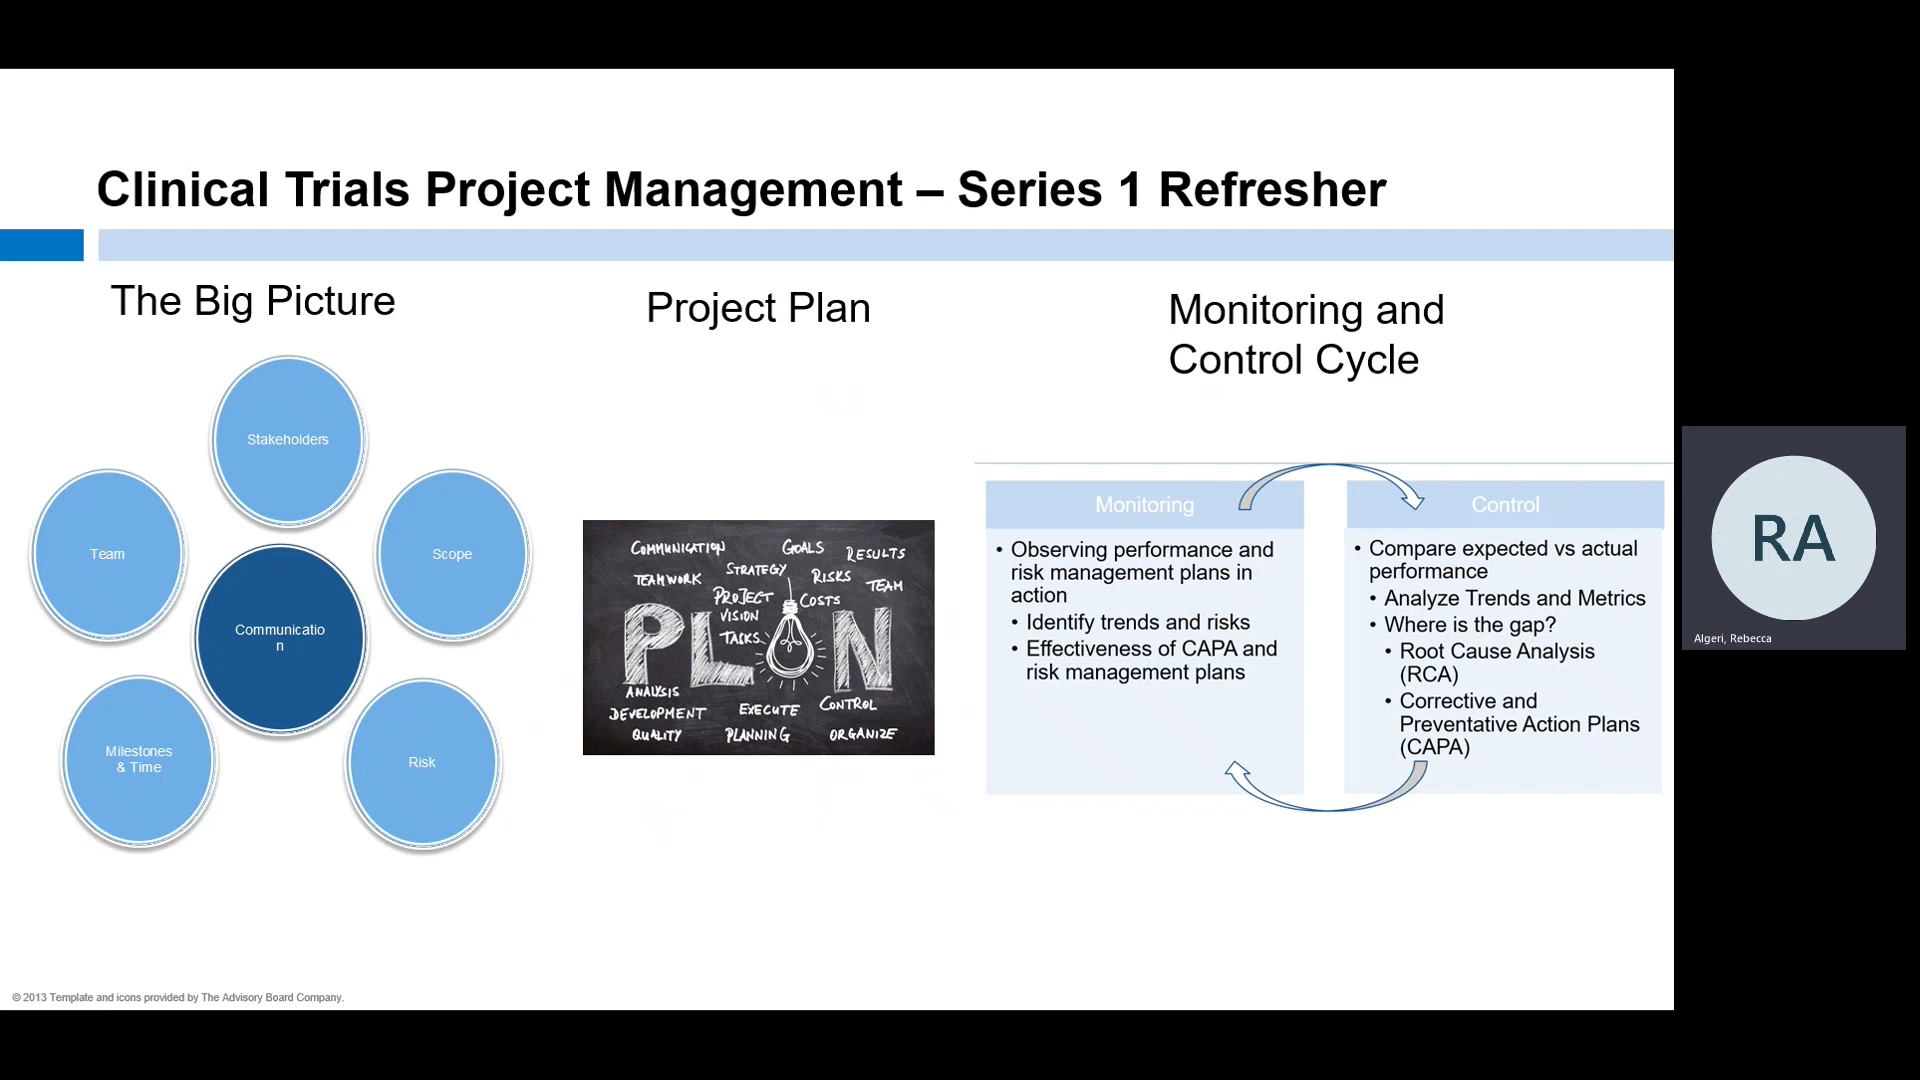 Clinical Trials Project Management – Series 1 Refresher
The Big Picture
Stakeholders
Team
Scope
Communicatio
n
Milestones
& Time
Risk
Project Plan
COMMUNICATION
GOALS
RESULTS
TEAMWORK
STRATEGY
RISKS
TEAM
PROJECT
COSTS
VISION
TASKS
PLAN
ANALYSIS
DEVELOPMENT
EXECUTE
CONTROL
QUALITY
PLANNING
ORGANIZE
Monitoring and
Control Cycle
Monitoring
• Observing performance and
risk management plans in
action
• Identify trends and risks
• Effectiveness of CAPA and
risk management plans
Control
• Compare expected vs actual
performance
• Analyze Trends and Metrics
• Where is the gap?
• Root Cause Analysis
(RCA)
• Corrective and
Preventative Action Plans
(CAPA)
RA
Algeri, Rebecca
© 2013 Template and icons provided by The Advisory Board Company.